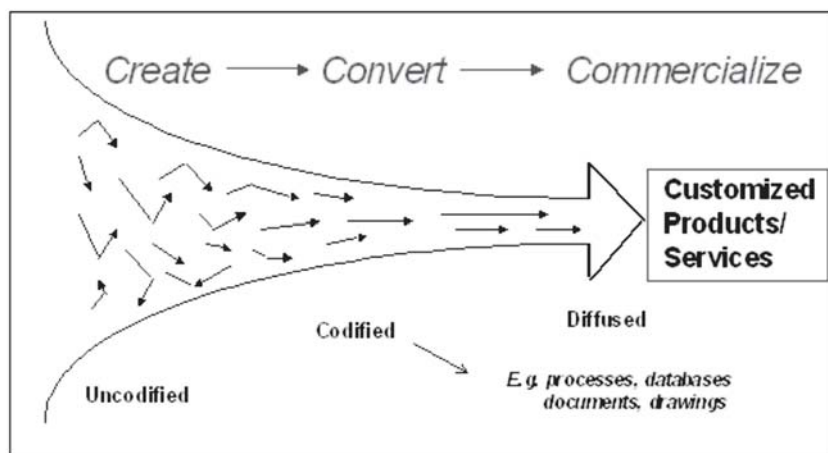 Create Convert Commercialize
Customized
Products/
Services
Diffused
Codified
E.g. processes, databases
documents, drawings
Uncodified